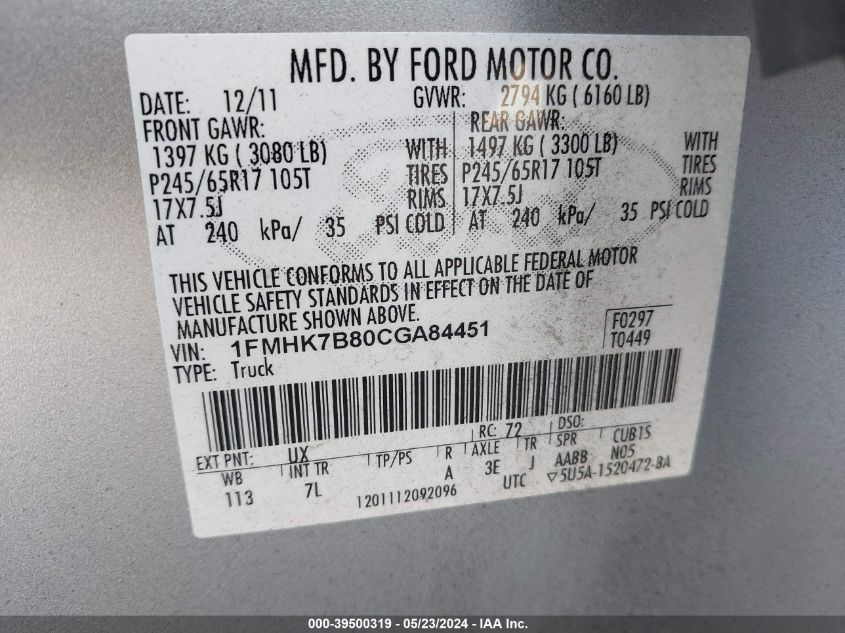 MFD. BY FORD MOTOR CO.
DATE: 12/11 GVWR: 2794 KG ( 6160 LB)
FRONT GAWR: REAR GAWR:
1397 KG ( 3080 LB) WITH 1497 KG ( 3300 LB) WITH
P245/65R17 105T TIRES P245/65R17 105T TIRES
17X7.5J RIMS 17X7.5J RIMS
AT 240 kPa/ 35 PSI COLD AT 240 kPa/ 35 PSI COLD
THIS VEHICLE CONFORMS TO ALL APPLICABLE FEDERAL MOTOR
VEHICLE SAFETY STANDARDS IN EFFECT ON THE DATE OF
MANUFACTURE SHOWN ABOVE.
VIN: 1FMHK7B80CGA84451 F0297
TYPE: Truck T0449
EXT PNT: UX RC: 72 DSO:
WB INT TR TP/PS R AXLE TR SPR CUBIS
113 7L A 3E J AABB N05
1201112092096 UTC ▽5U5A-1520472-BA
000-39500319 - 05/23/2024 - IAA Inc.